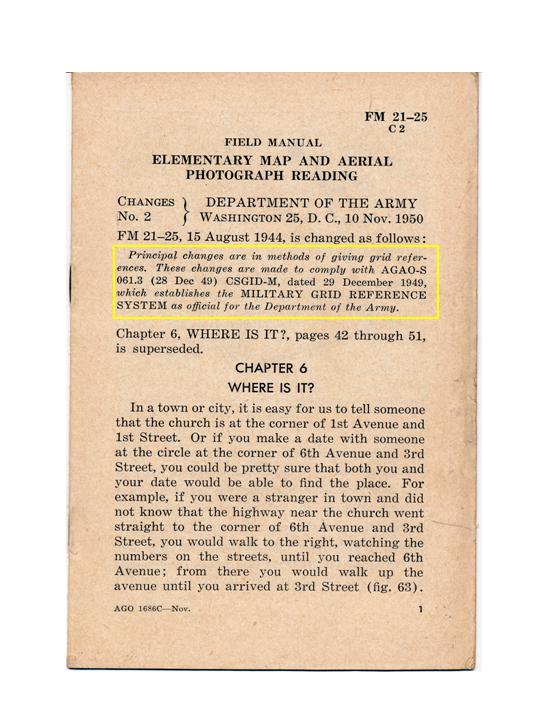 FM 21–25
C 2
FIELD MANUAL
ELEMENTARY MAP AND AERIAL
PHOTOGRAPH READING
CHANGES } DEPARTMENT OF THE ARMY
No. 2 } WASHINGTON 25, D. C., 10 Nov. 1950
FM 21–25, 15 August 1944, is changed as follows:
Principal changes are in methods of giving grid refer-
ences. These changes are made to comply with AGAO-S
061.3 (28 Dec 49) CSGID-M, dated 29 December 1949,
which establishes the MILITARY GRID REFERENCE
SYSTEM as official for the Department of the Army.
Chapter 6, WHERE IS IT?, pages 42 through 51,
is superseded.
CHAPTER 6
WHERE IS IT?
In a town or city, it is easy for us to tell someone
that the church is at the corner of 1st Avenue and
1st Street. Or if you make a date with someone
at the circle at the corner of 6th Avenue and 3rd
Street, you could be pretty sure that both you and
your date would be able to find the place. For
example, if you were a stranger in town and did
not know that the highway near the church went
straight to the corner of 6th Avenue and 3rd
Street, you would walk to the right, watching the
numbers on the streets, until you reached 6th
Avenue; from there you would walk up the
avenue until you arrived at 3rd Street (fig. 63).
AGO 1686C—Nov. 1